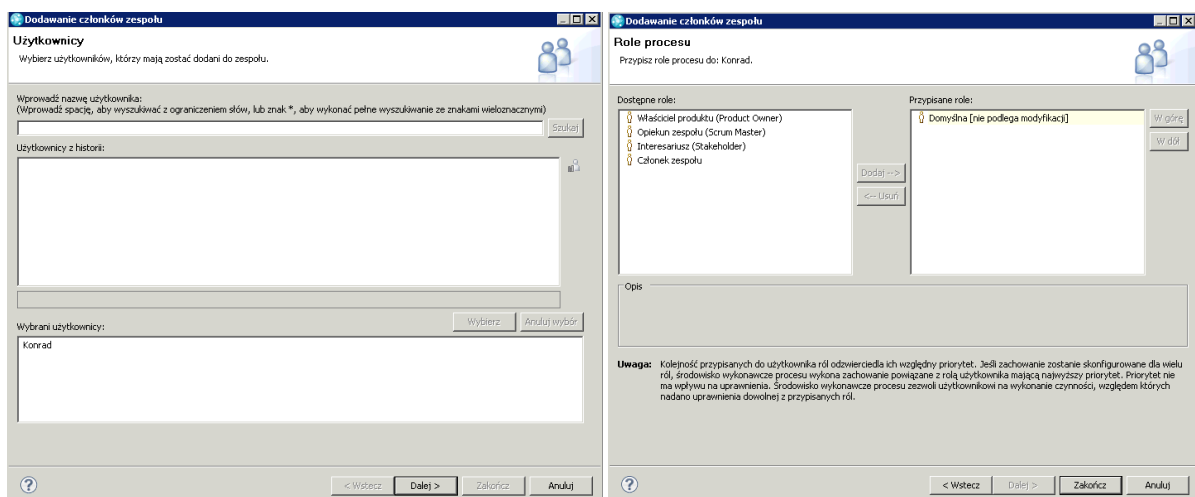 Dodawanie członków zespołu
Użytkownicy
Wybierz użytkowników, którzy mają zostać dodani do zespołu.
Wprowadź nazwę użytkownika:
(Wprowadź spację, aby wyszukiwać z ograniczeniem słów, lub znak *, aby wykonać pełne wyszukiwanie ze znakami wieloznacznymi)
Szukaj
Użytkownicy z historii:
Wybierz
Anuluj wybór
Wybrani użytkownicy:
Konrad
< Wstecz
Dalej >
Zakończ
Anuluj
Dodawanie członków zespołu
Role procesu
Przypisz role procesu do: Konrad.
Dostępne role:
Właściciel produktu (Product Owner)
Opiekun zespołu (Scrum Master)
Interesariusz (Stakeholder)
Członek zespołu
Dodaj -->
<-- Usuń
Przypisane role:
Domyślna [nie podlega modyfikacji]
W górę
W dół
Opis
Uwaga: Kolejność przypisanych do użytkownika ról odzwierciedla ich względny priorytet. Jeśli zachowanie zostanie skonfigurowane dla wielu
ról, środowisko wykonawcze procesu wykona zachowanie powiązane z rolą użytkownika mającą najwyższy priorytet. Priorytet nie
ma wpływu na uprawnienia. Środowisko wykonawcze procesu zezwoli użytkownikowi na wykonanie czynności, względem których
nadano uprawnienia dowolnej z przypisanych ról.
< Wstecz
Dalej >
Zakończ
Anuluj